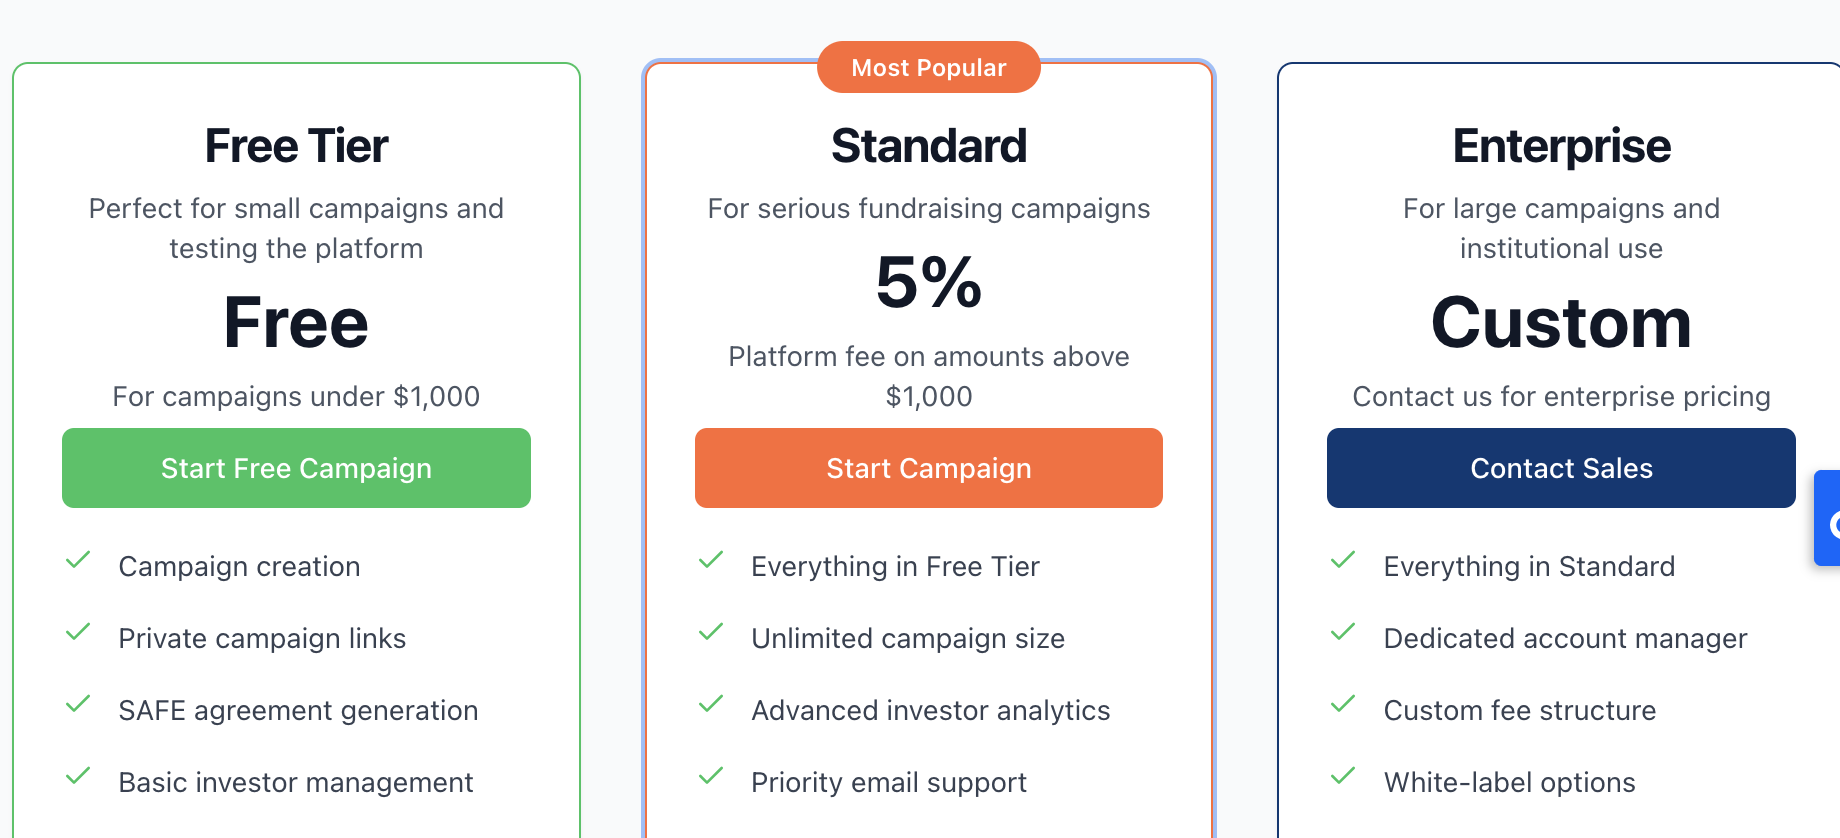 Free Tier
Perfect for small campaigns and
testing the platform
Free
For campaigns under $1,000
Start Free Campaign
Campaign creation
Private campaign links
SAFE agreement generation
Basic investor management
Most Popular
Standard
For serious fundraising campaigns
5%
Platform fee on amounts above
$1,000
Start Campaign
Everything in Free Tier
Unlimited campaign size
Advanced investor analytics
Priority email support
Enterprise
For large campaigns and
institutional use
Custom
Contact us for enterprise pricing
Contact Sales
Everything in Standard
Dedicated account manager
Custom fee structure
White-label options